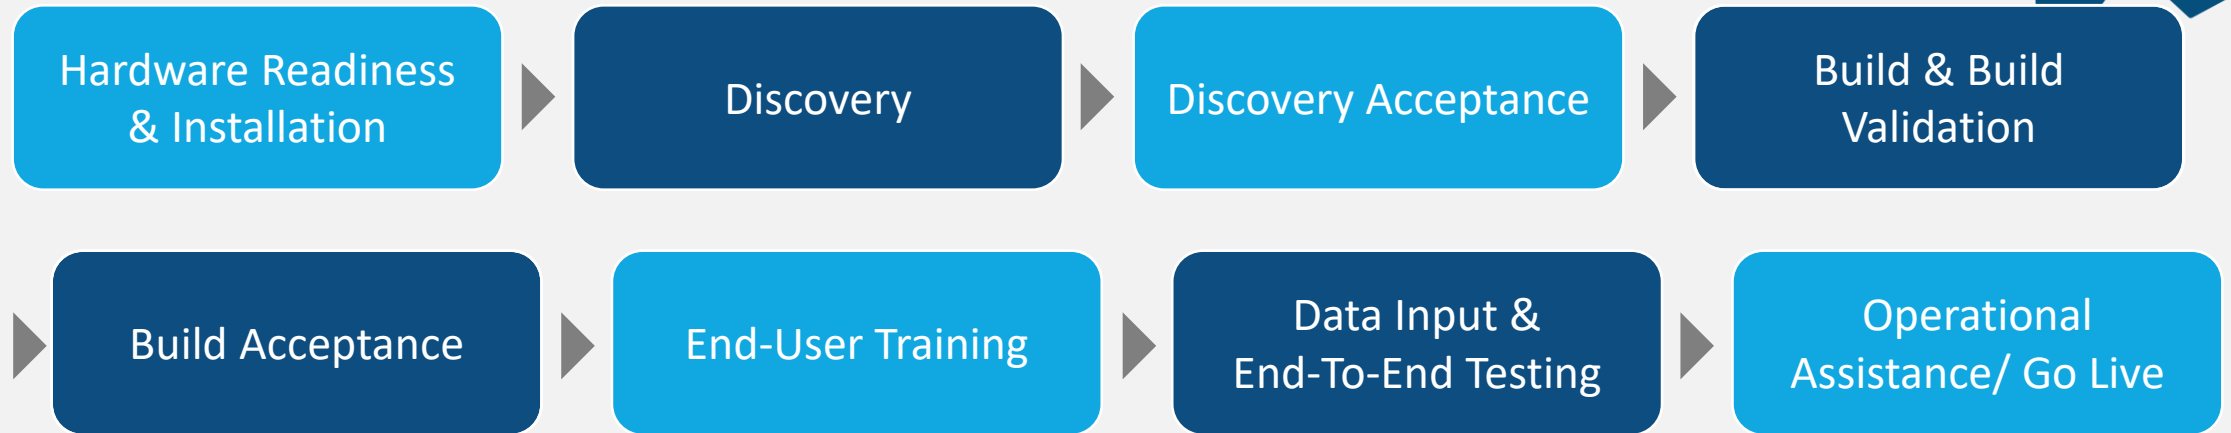 Hardware Readiness
& Installation
Discovery
Discovery Acceptance
Build & Build
Validation
Build Acceptance
End-User Training
Data Input &
End-To-End Testing
Operational
Assistance/ Go Live